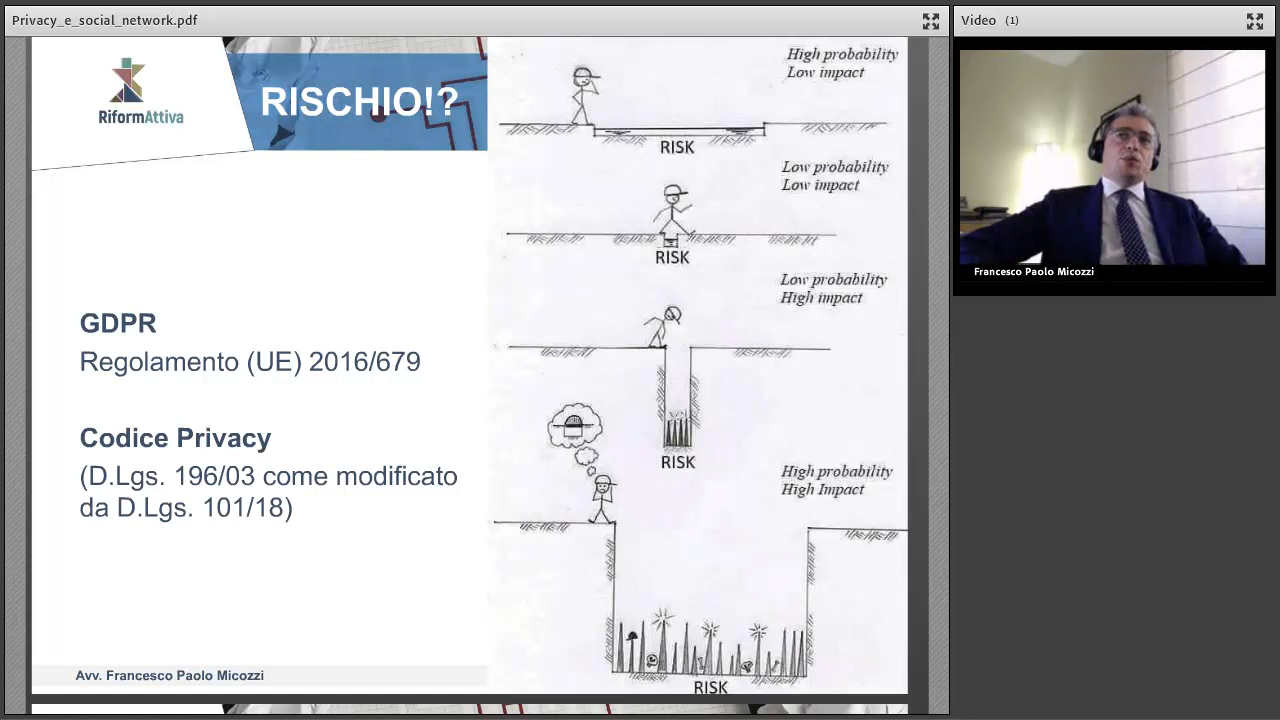 Privacy_e_social_network.pdf
Video (1)
RiformAttiva
RISCHIO!?
GDPR
Regolamento (UE) 2016/679
Codice Privacy
(D.Lgs. 196/03 come modificato
da D.Lgs. 101/18)
Avv. Francesco Paolo Micozzi
High probability
Low impact
RISK
Low probability
Low impact
RISK
Low probability
High impact
RISK
High probability
High Impact
RISK
Francesco Paolo Micozzi